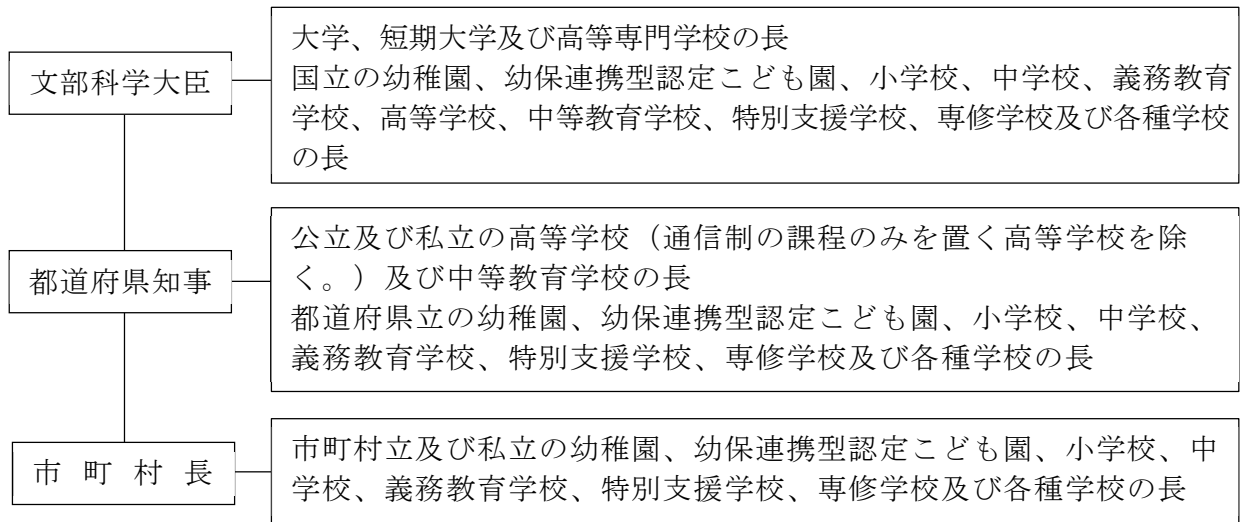 文部科学大臣
大学、短期大学及び高等専門学校の長
国立の幼稚園、幼保連携型認定こども園、小学校、中学校、義務教育
学校、高等学校、中等教育学校、特別支援学校、専修学校及び各種学校
の長
都道府県知事
公立及び私立の高等学校（通信制の課程のみを置く高等学校を除
く。）及び中等教育学校の長
都道府県立の幼稚園、幼保連携型認定こども園、小学校、中学校、
義務教育学校、特別支援学校、専修学校及び各種学校の長
市町村長
市町村立及び私立の幼稚園、幼保連携型認定こども園、小学校、中
学校、義務教育学校、特別支援学校、専修学校及び各種学校の長